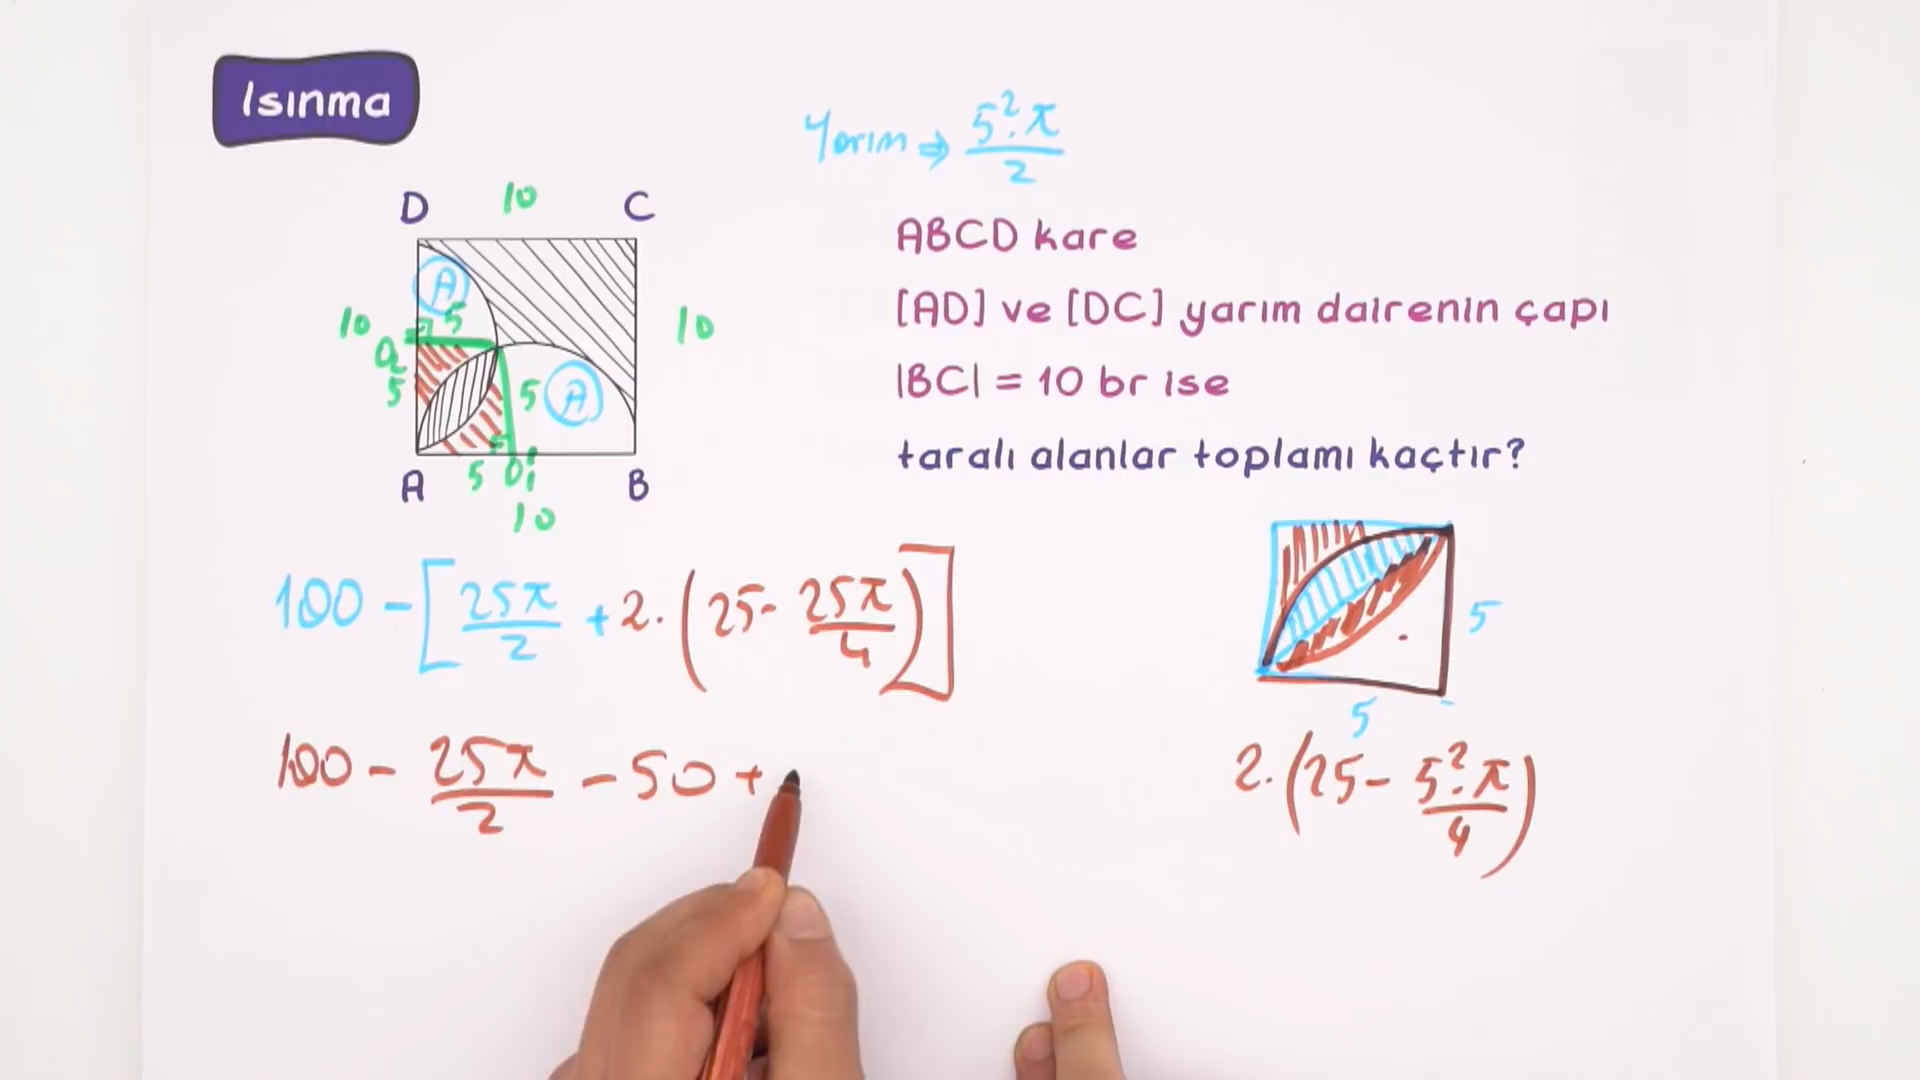 Isınma
Yarım ⇒ 5².π/2
D 10 C
A
10 5 10
O₂
5 5 A
A 5 O₁ B
10
ABCD kare
[AD] ve [DC] yarım dairenin çapı
|BC| = 10 br ise
taralı alanlar toplamı kaçtır?
100 - [25π/2 + 2.(25 - 25π/4)]
5
5
100 - 25π/2 - 50 +
2.(25 - 5².π/4)